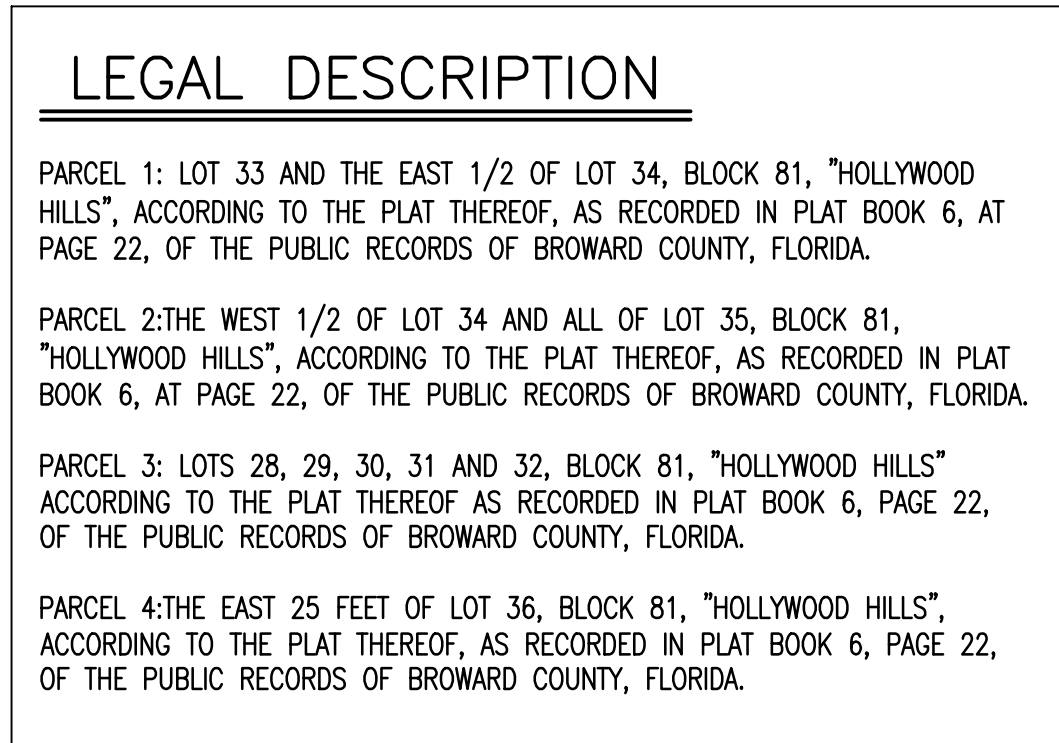 LEGAL DESCRIPTION
PARCEL 1: LOT 33 AND THE EAST 1/2 OF LOT 34, BLOCK 81, "HOLLYWOOD
HILLS", ACCORDING TO THE PLAT THEREOF, AS RECORDED IN PLAT BOOK 6, AT
PAGE 22, OF THE PUBLIC RECORDS OF BROWARD COUNTY, FLORIDA.
PARCEL 2:THE WEST 1/2 OF LOT 34 AND ALL OF LOT 35, BLOCK 81,
"HOLLYWOOD HILLS", ACCORDING TO THE PLAT THEREOF, AS RECORDED IN PLAT
BOOK 6, AT PAGE 22, OF THE PUBLIC RECORDS OF BROWARD COUNTY, FLORIDA.
PARCEL 3: LOTS 28, 29, 30, 31 AND 32, BLOCK 81, "HOLLYWOOD HILLS"
ACCORDING TO THE PLAT THEREOF AS RECORDED IN PLAT BOOK 6, PAGE 22,
OF THE PUBLIC RECORDS OF BROWARD COUNTY, FLORIDA.
PARCEL 4:THE EAST 25 FEET OF LOT 36, BLOCK 81, "HOLLYWOOD HILLS",
ACCORDING TO THE PLAT THEREOF, AS RECORDED IN PLAT BOOK 6, PAGE 22,
OF THE PUBLIC RECORDS OF BROWARD COUNTY, FLORIDA.